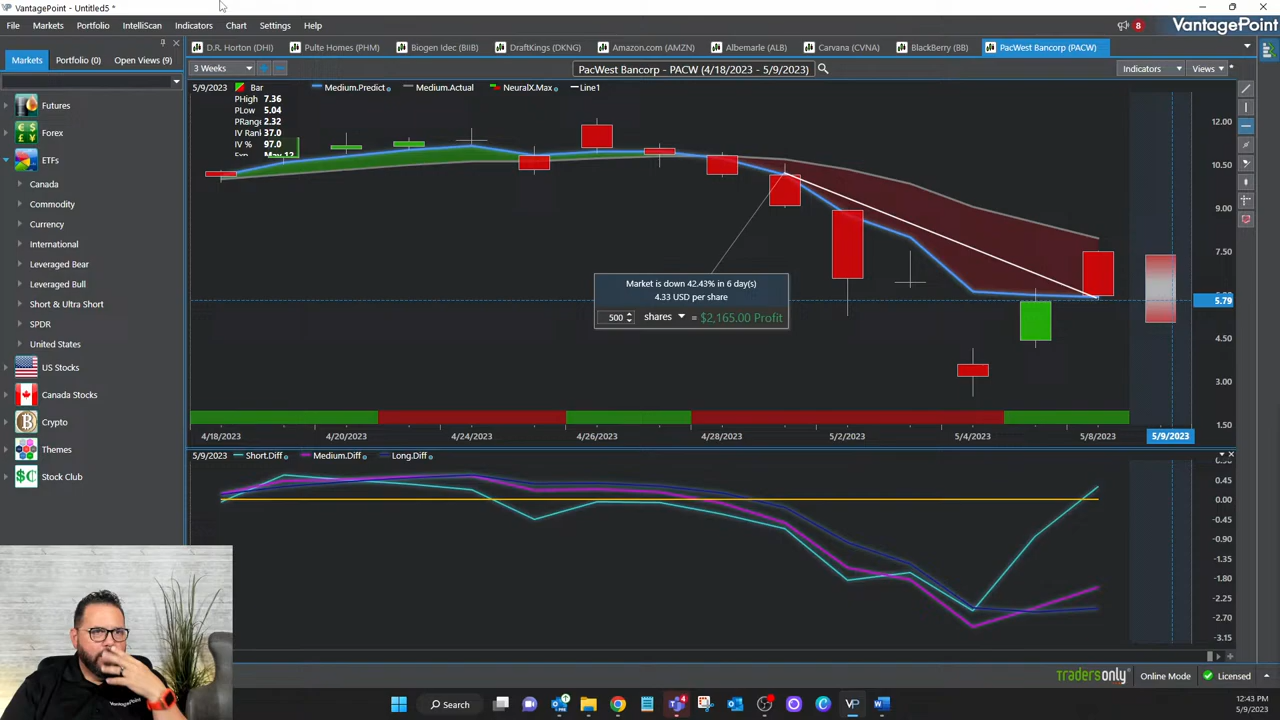 VantagePoint - Untitled5 *
File Markets Portfolio IntelliScan Indicators Chart Settings Help
8 VantagePoint
Markets Portfolio (0) Open Views (9)
D.R. Horton (DHI) Pulte Homes (PHM) Biogen Idec (BIIB) DraftKings (DKNG) Amazon.com (AMZN) Albemarle (ALB) Carvana (CVNA) BlackBerry (BB) PacWest Bancorp (PACW)
3 Weeks PacWest Bancorp - PACW (4/18/2023 - 5/9/2023) Indicators Views
5/9/2023 Bar Medium.Predict Medium.Actual NeuralX.Max Line1
PHigh 7.36
PLow 5.04
PRange 2.32
IV Rank 37.0
IV % 97.0
Futures
Forex
ETFs
Canada
Commodity
Currency
International
Leveraged Bear
Leveraged Bull
Short & Ultra Short
SPDR
United States
US Stocks
Canada Stocks
Crypto
Themes
Stock Club
Market is down 42.43% in 6 day(s)
4.33 USD per share
500 shares = $2,165.00 Profit
12.00
10.50
9.00
7.50
5.79
4.50
3.00
1.50
4/18/2023 4/20/2023 4/24/2023 4/26/2023 4/28/2023 5/2/2023 5/4/2023 5/8/2023 5/9/2023
5/9/2023 Short.Diff Medium.Diff Long.Diff
0.45
0.00
-0.45
-0.90
-1.35
-1.80
-2.25
-2.70
-3.15
VantagePoint
tradersonly Online Mode Licensed
Search
4
VP
12:43 PM
5/9/2023